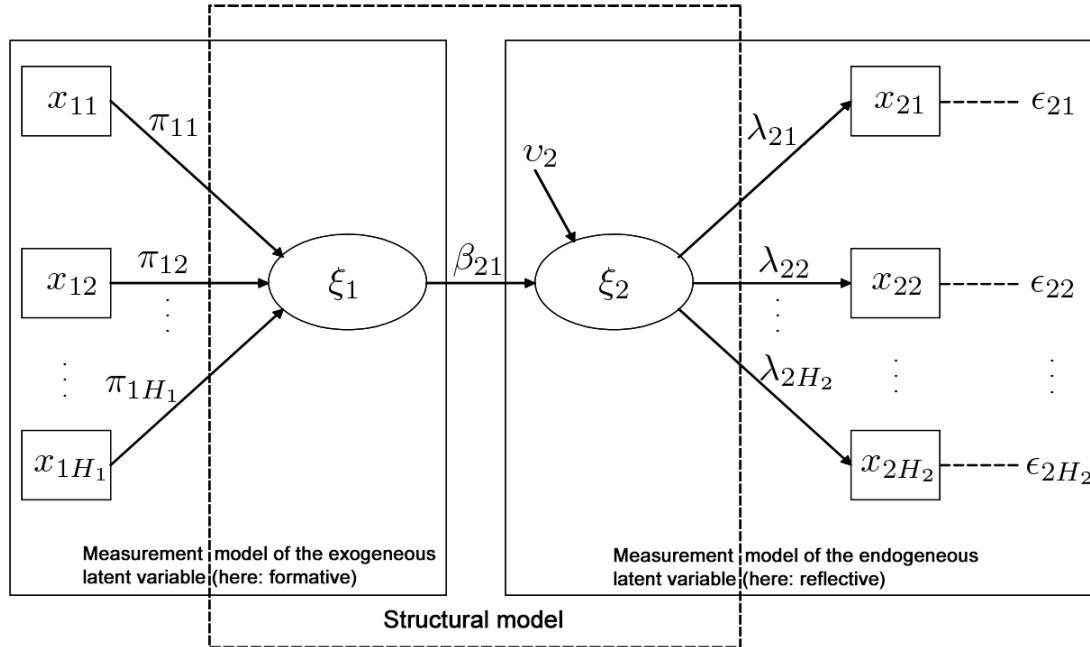 x₁₁
π₁₁
x₁₂
π₁₂
⋮
π₁H₁
⋮
x₁H₁
ξ₁
β₂₁
υ₂
ξ₂
λ₂₁
x₂₁
ϵ₂₁
λ₂₂
x₂₂
ϵ₂₂
⋮
λ₂H₂
⋮
⋮
x₂H₂
ϵ₂H₂
Measurement model of the exogeneous
latent variable (here: formative)
Measurement model of the endogeneous
latent variable (here: reflective)
Structural model